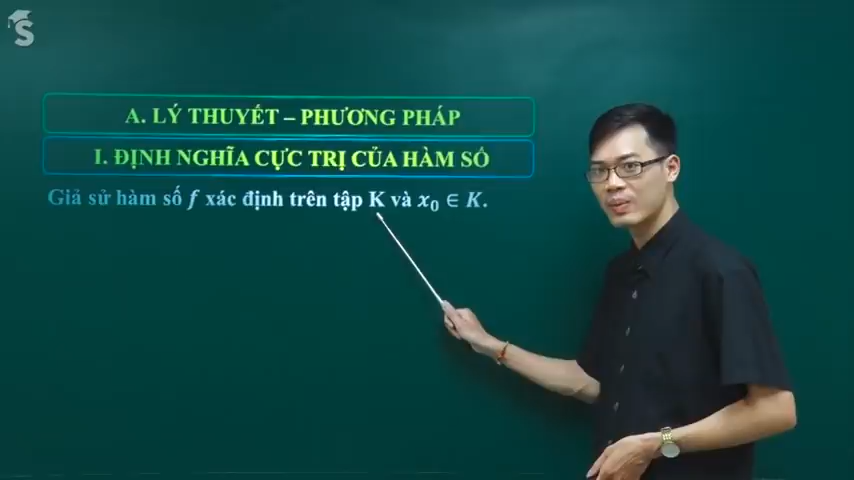 S
A. LÝ THUYẾT – PHƯƠNG PHÁP
I. ĐỊNH NGHĨA CỰC TRỊ CỦA HÀM SỐ
Giả sử hàm số f xác định trên tập K và x₀ ∈ K.